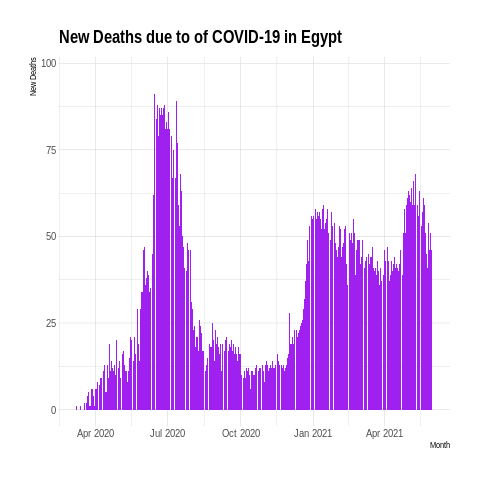 New Deaths due to of COVID-19 in Egypt
New Deaths
100
75
50
25
0
Apr 2020 Jul 2020 Oct 2020 Jan 2021 Apr 2021
Month